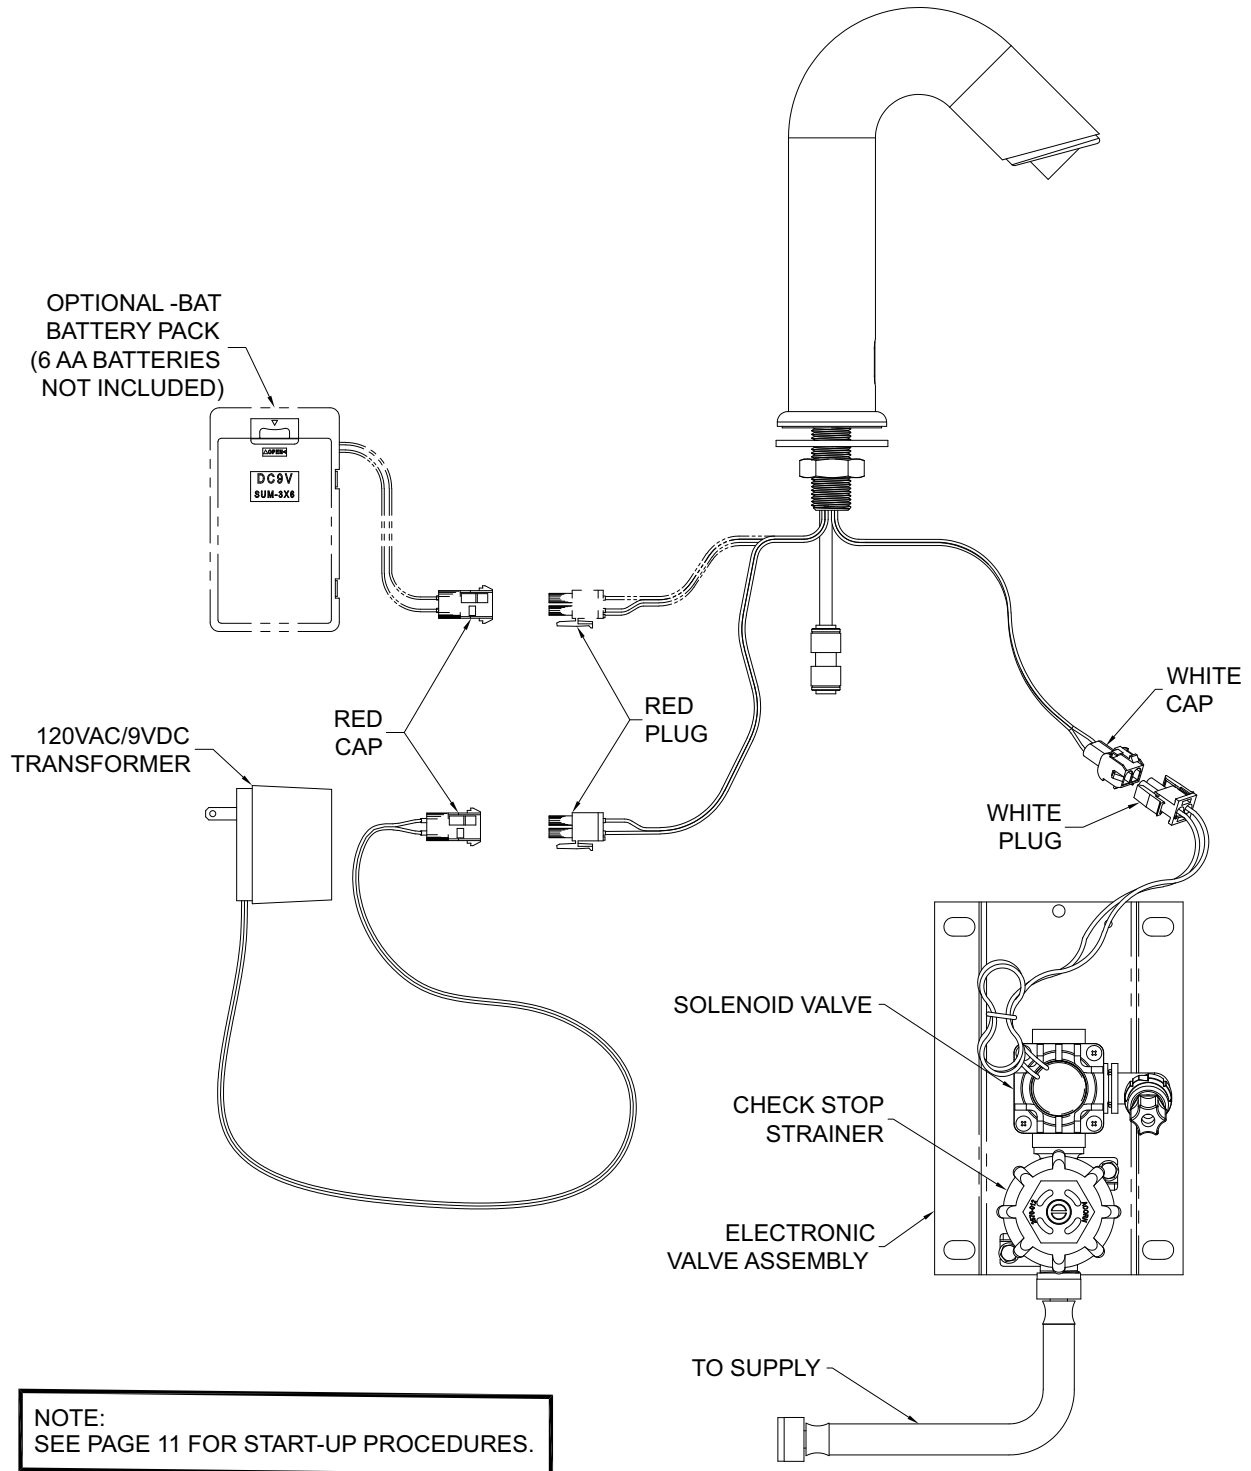 OPTIONAL -BAT
BATTERY PACK
(6 AA BATTERIES
NOT INCLUDED)
OPEN
DC9V
SUM-3X6
RED
CAP
RED
PLUG
WHITE
CAP
120VAC/9VDC
TRANSFORMER
WHITE
PLUG
SOLENOID VALVE
CHECK STOP
STRAINER
ELECTRONIC
VALVE ASSEMBLY
TO SUPPLY
NOTE:
SEE PAGE 11 FOR START-UP PROCEDURES.